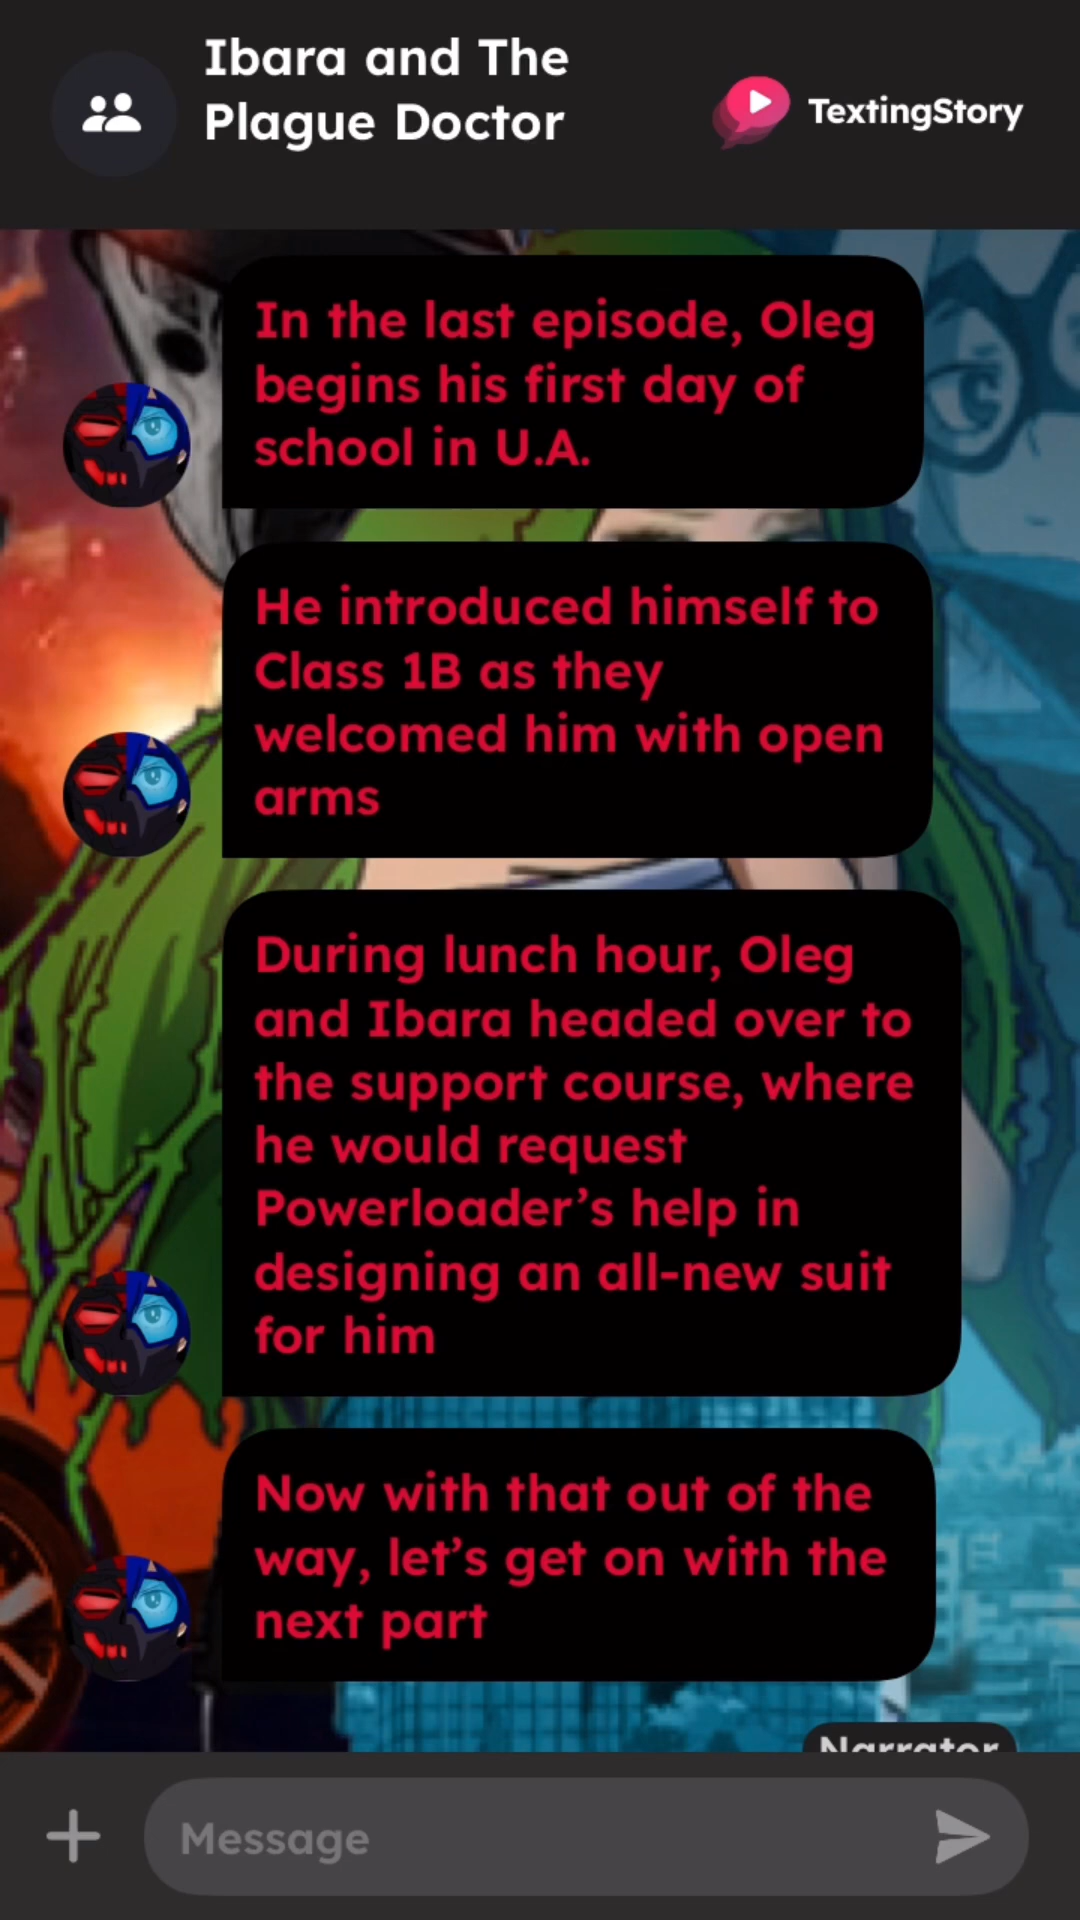 Ibara and The
Plague Doctor
TextingStory
In the last episode, Oleg
begins his first day of
school in U.A.
He introduced himself to
Class 1B as they
welcomed him with open
arms
During lunch hour, Oleg
and Ibara headed over to
the support course, where
he would request
Powerloader’s help in
designing an all-new suit
for him
Now with that out of the
way, let’s get on with the
next part
Narrator
Message